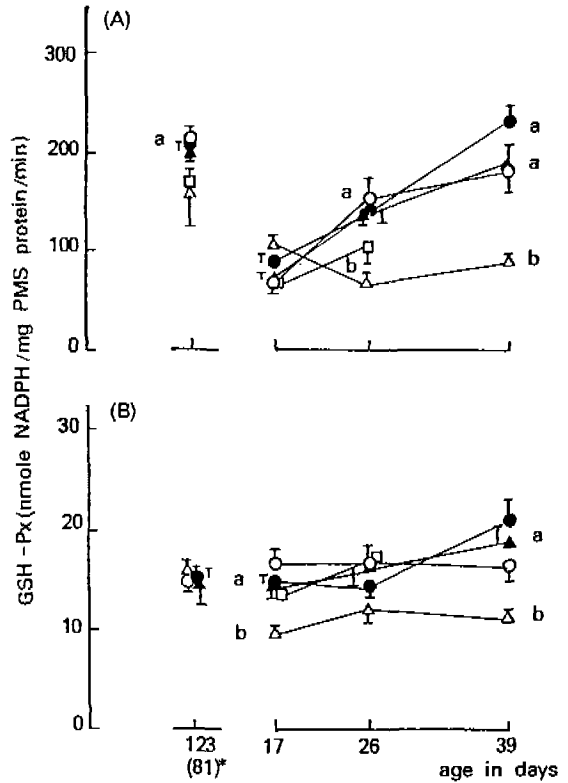 (A)
300
200
100
0
a
a
b
a
a
b
GSH-Px(nmole NADPH/mg PMS protein/min)
(B)
30
20
10
0
a
b
a
b
123
(81)*
17
26
39
age in days